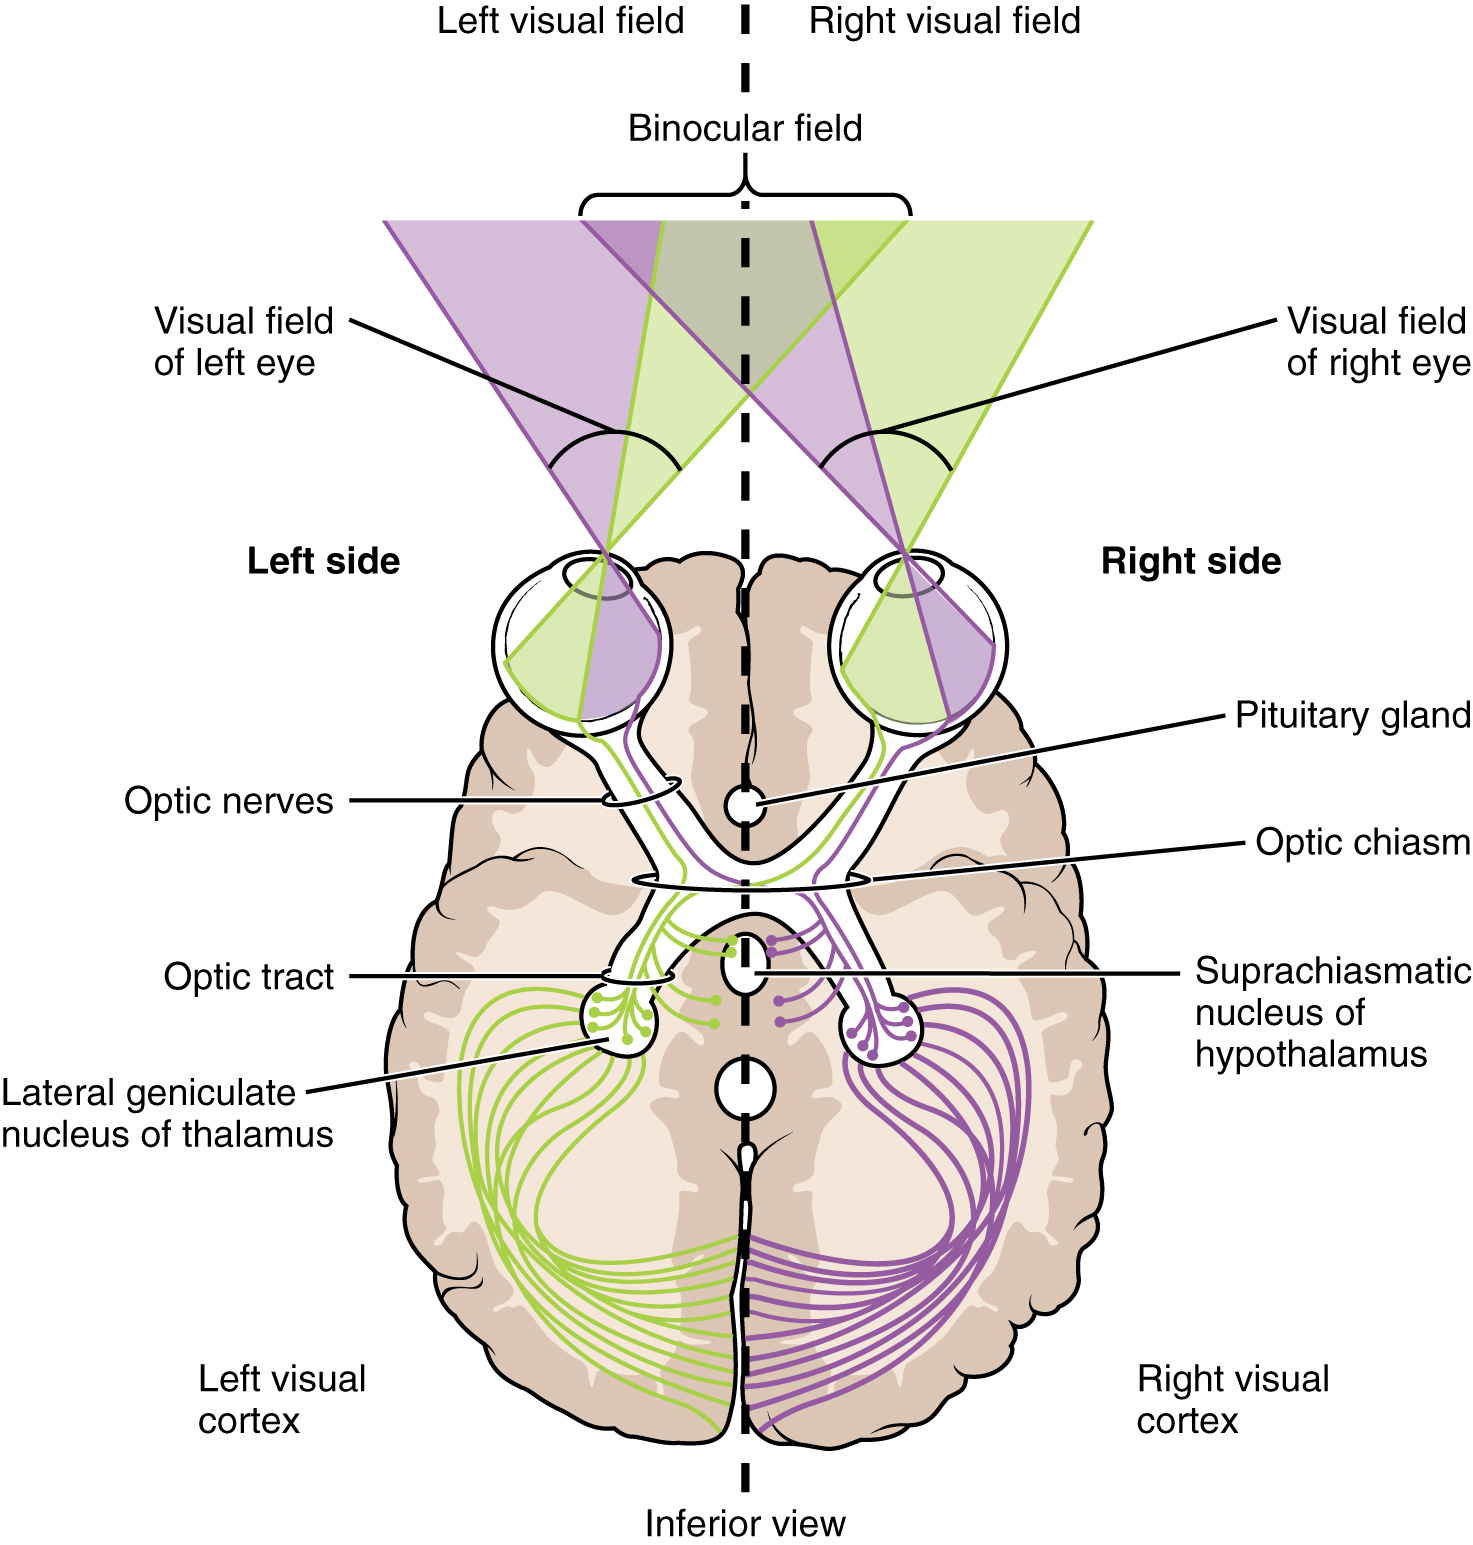 Left visual field
Right visual field
Binocular field
Visual field
of left eye
Visual field
of right eye
Left side
Right side
Pituitary gland
Optic nerves
Optic chiasm
Optic tract
Suprachiasmatic
nucleus of
hypothalamus
Lateral geniculate
nucleus of thalamus
Left visual
cortex
Right visual
cortex
Inferior view